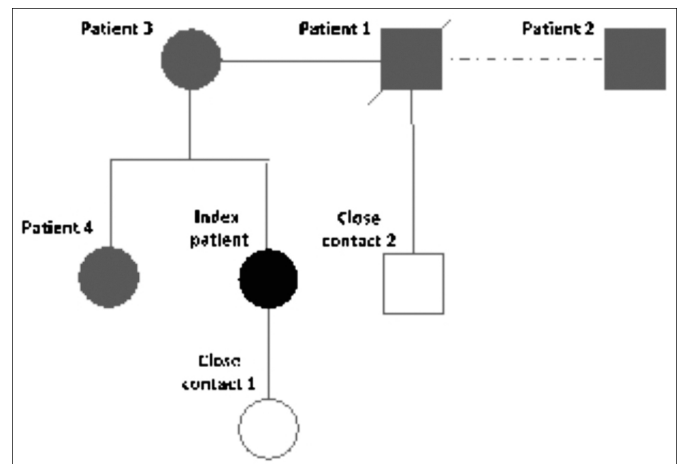 Patient 3
Patient 1
Patient 2
Patient 4
Index
patient
Close
contact 2
Close
contact 1